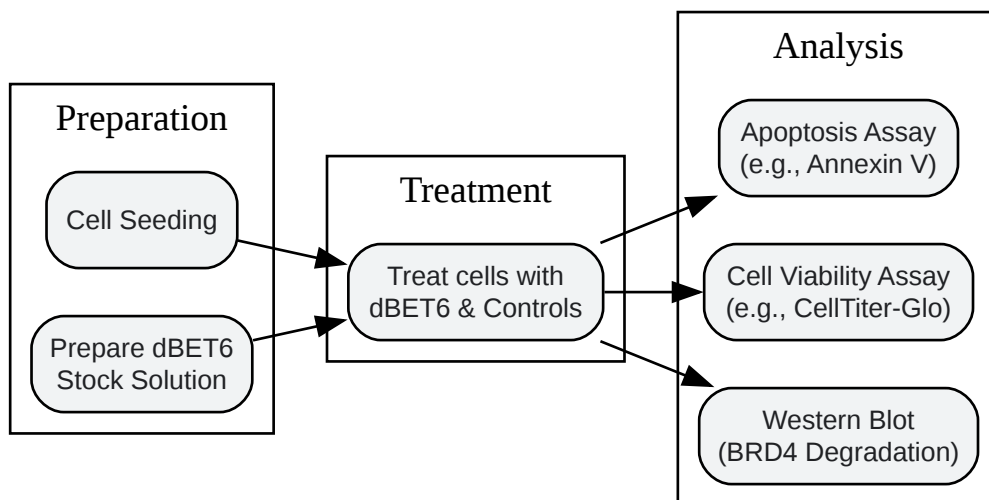 Preparation
Cell Seeding
Prepare dBET6
Stock Solution
Treatment
Treat cells with
dBET6 & Controls
Analysis
Apoptosis Assay
(e.g., Annexin V)
Cell Viability Assay
(e.g., CellTiter-Glo)
Western Blot
(BRD4 Degradation)